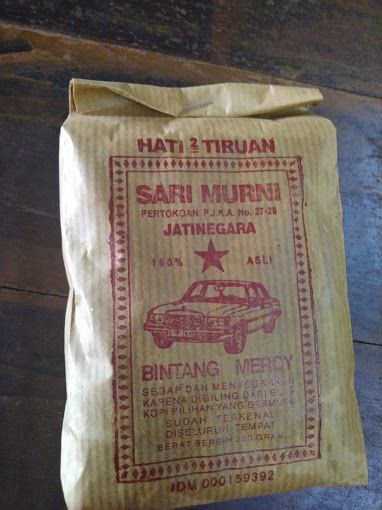 HATI 2 TIRUAN
SARI MURNI
PERTOKOAN P.J.K.A. No. 27-28
JATINEGARA
100% ASLI
BINTANG MERCY
SEDAP DAN MENYEGARKAN
KARENA DIGILING DARI BIJI
KOPI PILIHAN YANG BERMUTU
SUDAH TERKENAL
DISELURUH TEMPAT
BERAT BERSIH 250 GRAM
IDM 000159392